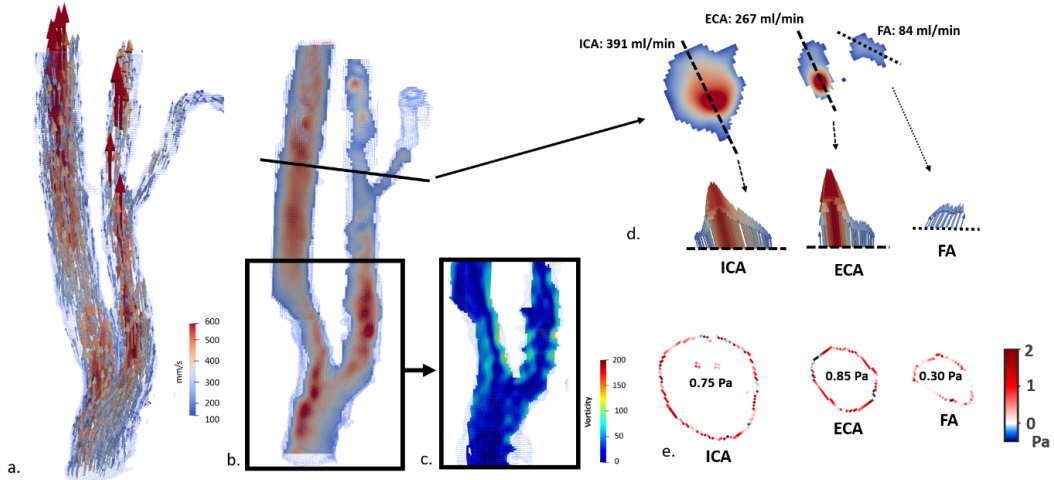 ECA: 267 ml/min
ICA: 391 ml/min
FA: 84 ml/min
d.
ICA
ECA
FA
600
500
400
300
200
100
mm/s
a.
b.
c.
200
150
100
50
0
Vorticity
0.75 Pa
0.85 Pa
0.30 Pa
e.
ICA
ECA
FA
2
1
0
Pa